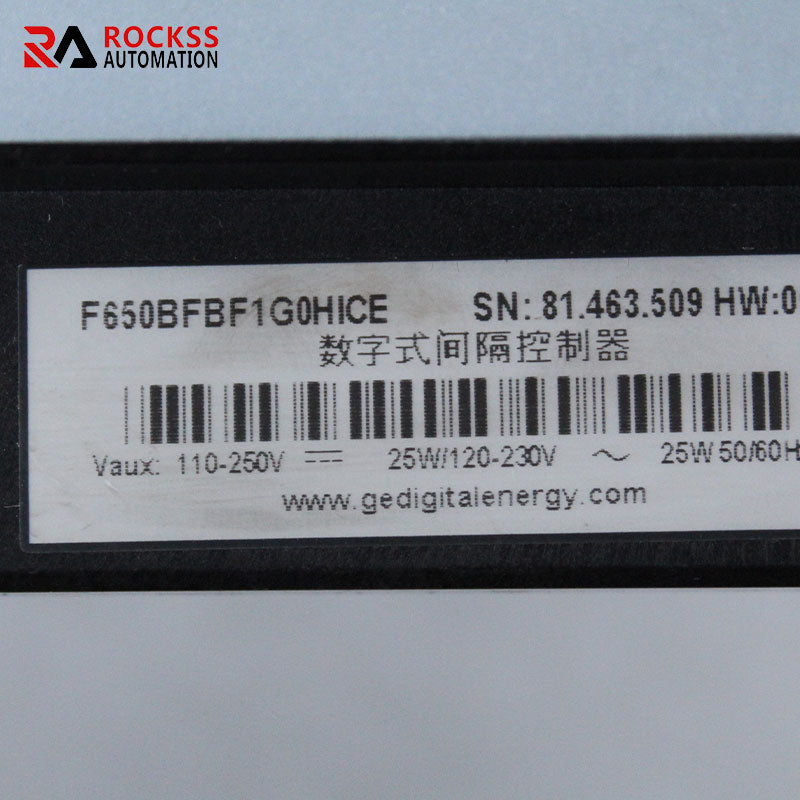 RA ROCKSS
AUTOMATION
F650BFBF1G0HICE SN: 81.463.509 HW:0
数字式间隔控制器
Vaux: 110-250V ⎓ 25W/120-230V ～ 25W 50/60H
www.gedigitalenergy.com